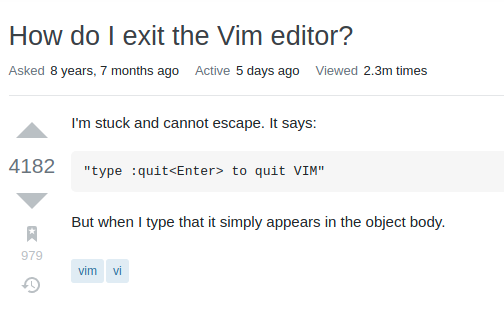 How do I exit the Vim editor?
Asked 8 years, 7 months ago Active 5 days ago Viewed 2.3m times
I'm stuck and cannot escape. It says:
4182
"type :quit<Enter> to quit VIM"
But when I type that it simply appears in the object body.
979
vim vi